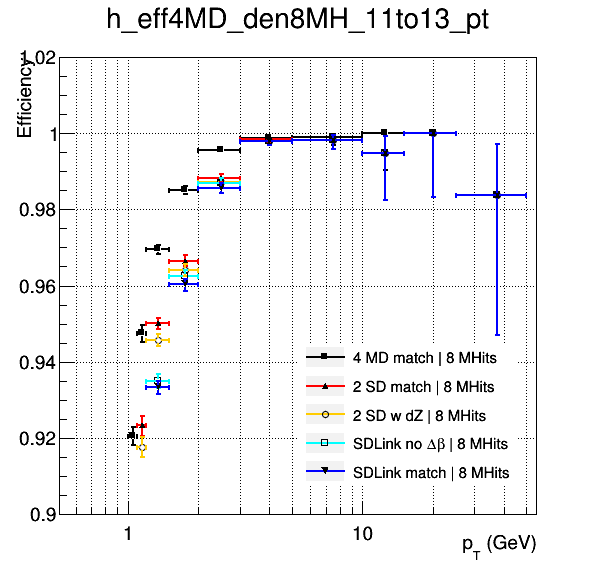 h_eff4MD_den8MH_11to13_pt
Efficiency
1.02
1
0.98
0.96
0.94
0.92
0.9
4 MD match | 8 MHits
2 SD match | 8 MHits
2 SD w dZ | 8 MHits
SDLink no Δβ | 8 MHits
SDLink match | 8 MHits
1
10
p_T (GeV)